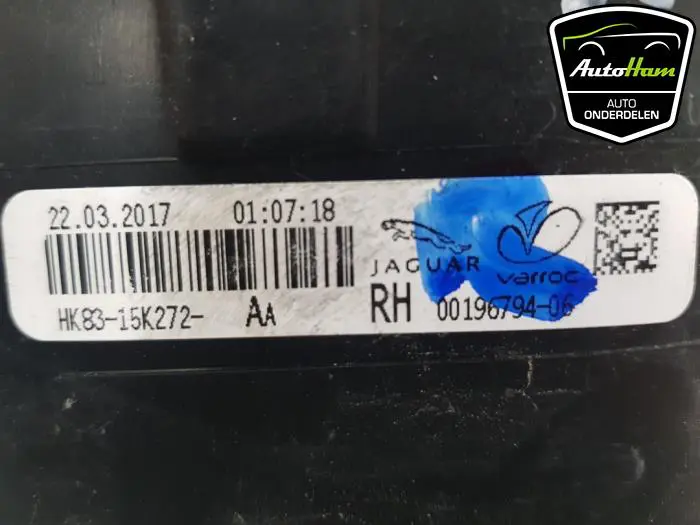 AutoHam
AUTO
ONDERDELEN
22.03.2017 01:07:18
JAGUAR varroc
HK83-15K272- AA RH 00196794-06